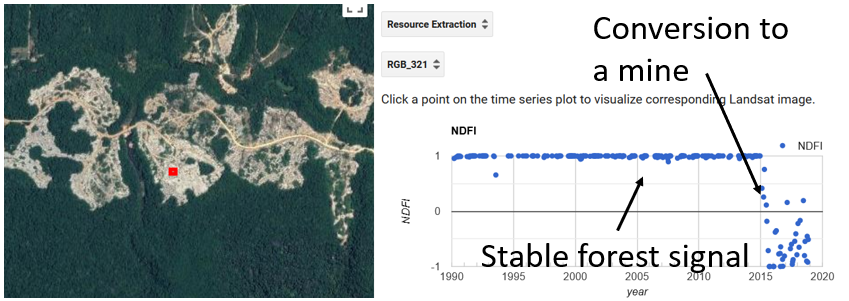 Resource Extraction
RGB_321
Conversion to
a mine
Click a point on the time series plot to visualize corresponding Landsat image.
NDFI
NDFI
1
0
-1
NDFI
Stable forest signal
1990
1995
2000
2005
2010
2015
2020
year